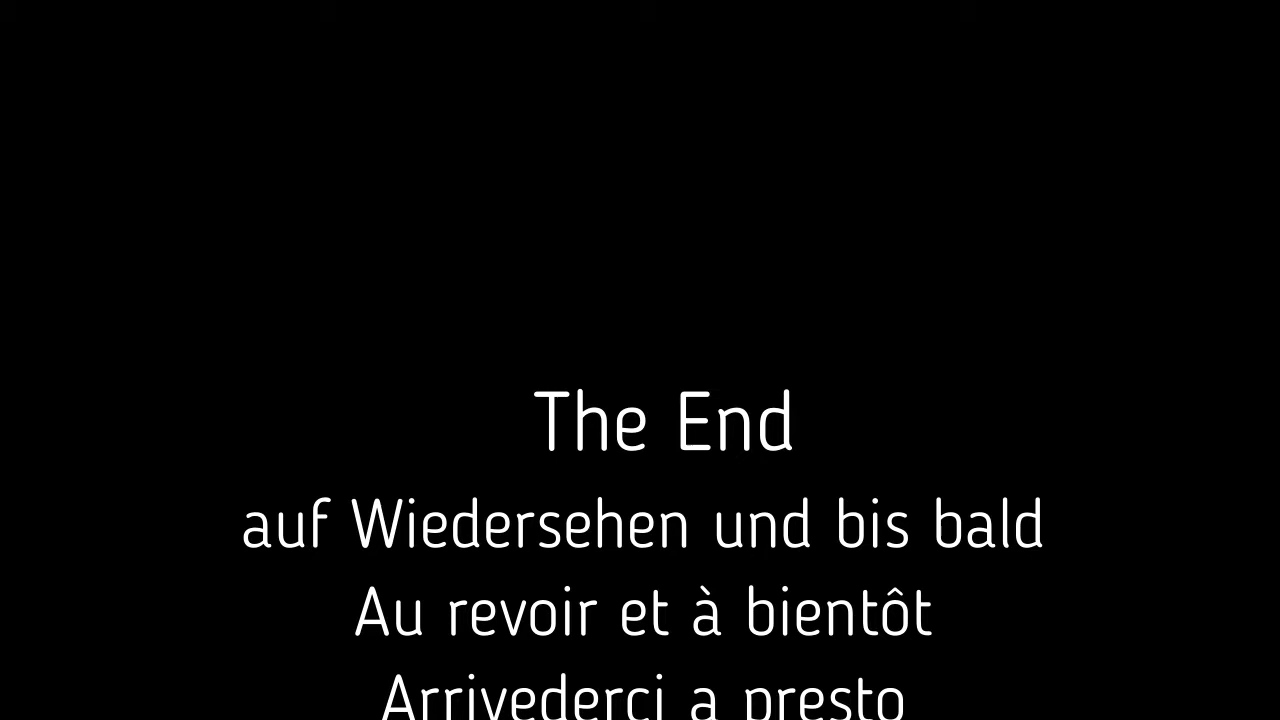 The End
auf Wiedersehen und bis bald
Au revoir et à bientôt
Arrivederci a presto